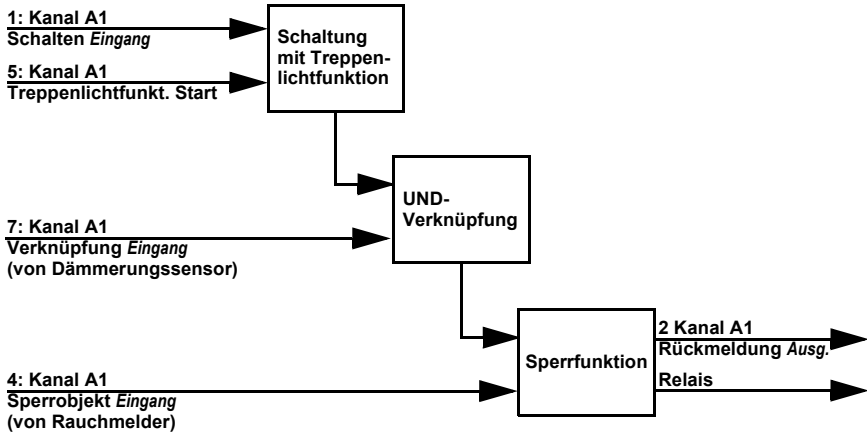 1: Kanal A1
Schalten Eingang
5: Kanal A1
Treppenlichtfunkt. Start
Schaltung
mit Treppen-
lichtfunktion
UND-
Verknüpfung
7: Kanal A1
Verknüpfung Eingang
(von Dämmerungssensor)
Sperrfunktion
2 Kanal A1
Rückmeldung Ausg.
Relais
4: Kanal A1
Sperrobjekt Eingang
(von Rauchmelder)